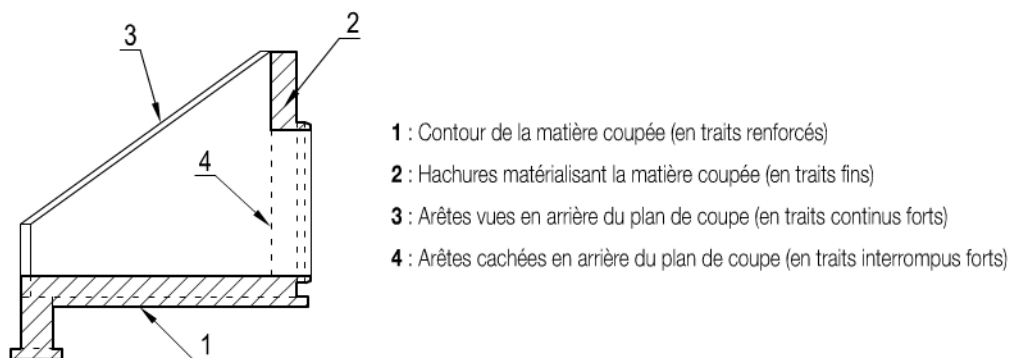 3
2
4
1
1 : Contour de la matière coupée (en traits renforcés)
2 : Hachures matérialisant la matière coupée (en traits fins)
3 : Arêtes vues en arrière du plan de coupe (en traits continus forts)
4 : Arêtes cachées en arrière du plan de coupe (en traits interrompus forts)